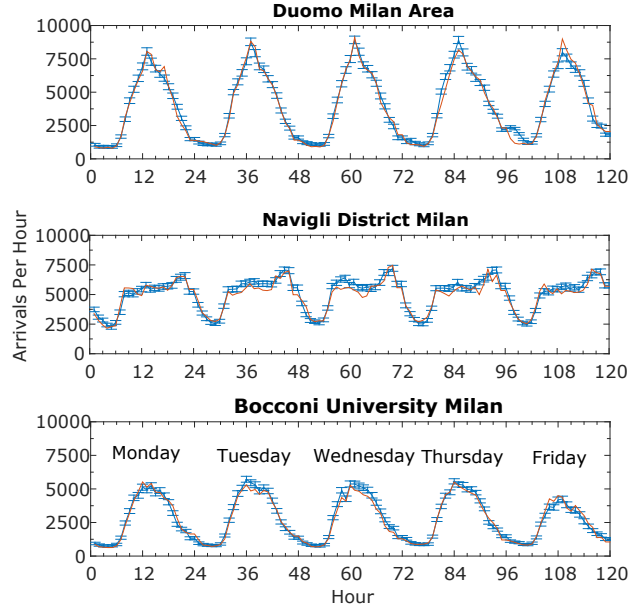 Duomo Milan Area
10000
7500
5000
2500
0
0 12 24 36 48 60 72 84 96 108 120
Navigli District Milan
10000
7500
5000
2500
0
0 12 24 36 48 60 72 84 96 108 120
Arrivals Per Hour
Bocconi University Milan
10000
7500
5000
2500
0
Monday Tuesday Wednesday Thursday Friday
0 12 24 36 48 60 72 84 96 108 120
Hour